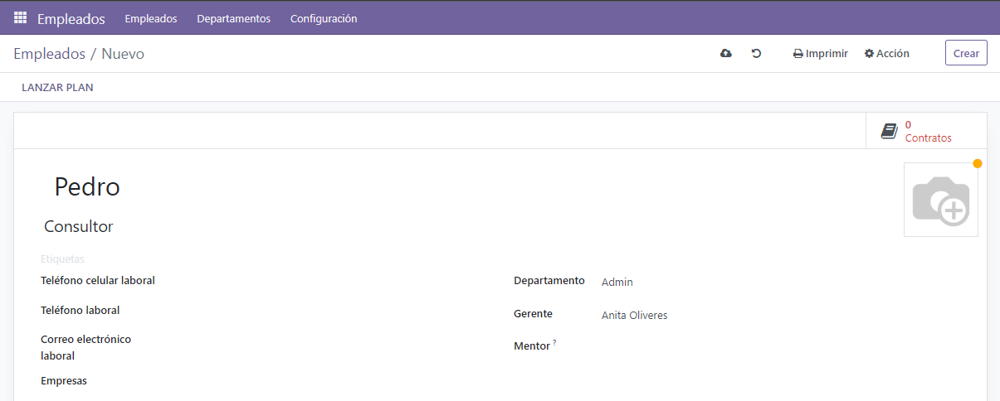 Empleados Empleados Departamentos Configuración
Empleados / Nuevo Imprimir Acción Crear
LANZAR PLAN
0
Contratos
Pedro
Consultor
Etiquetas
Teléfono celular laboral
Teléfono laboral
Correo electrónico
laboral
Empresas
Departamento Admin
Gerente Anita Oliveres
Mentor ?